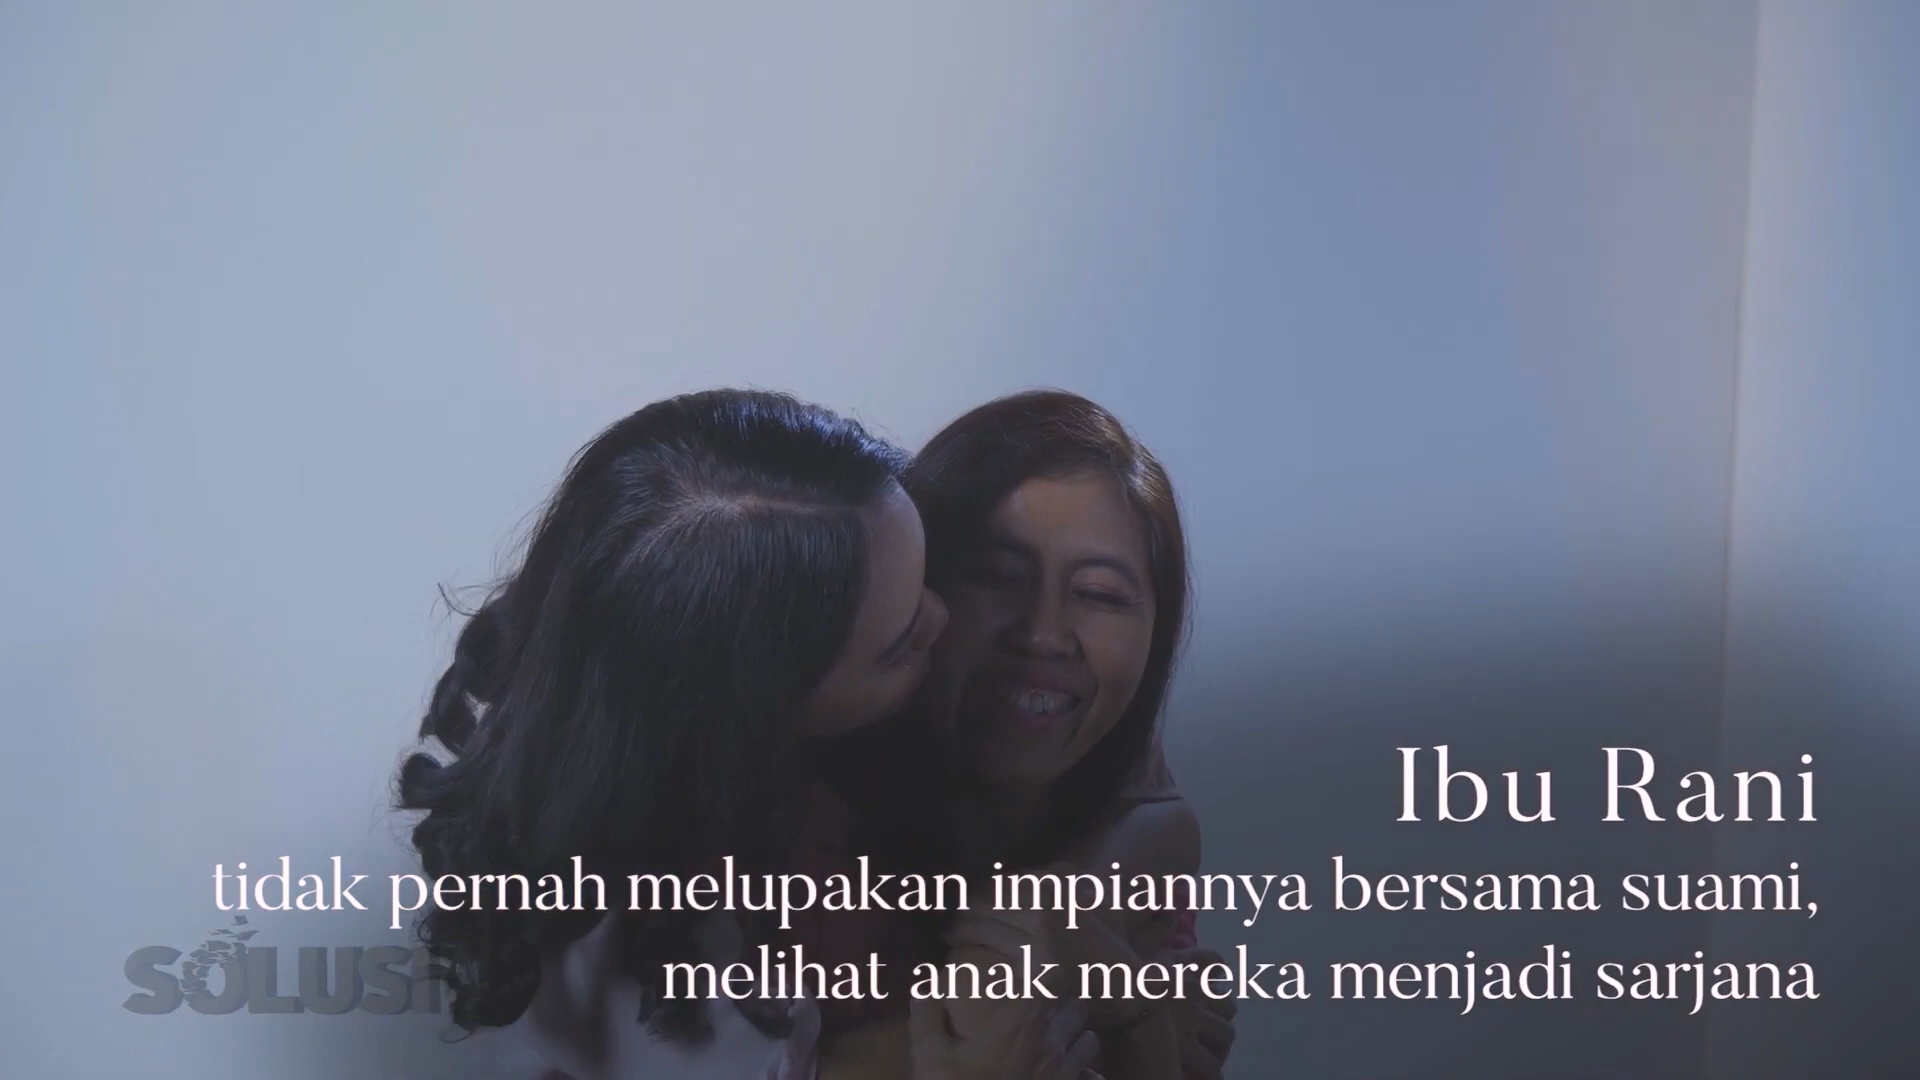 Ibu Rani
tidak pernah melupakan impiannya bersama suami,
melihat anak mereka menjadi sarjana
SOLUSI